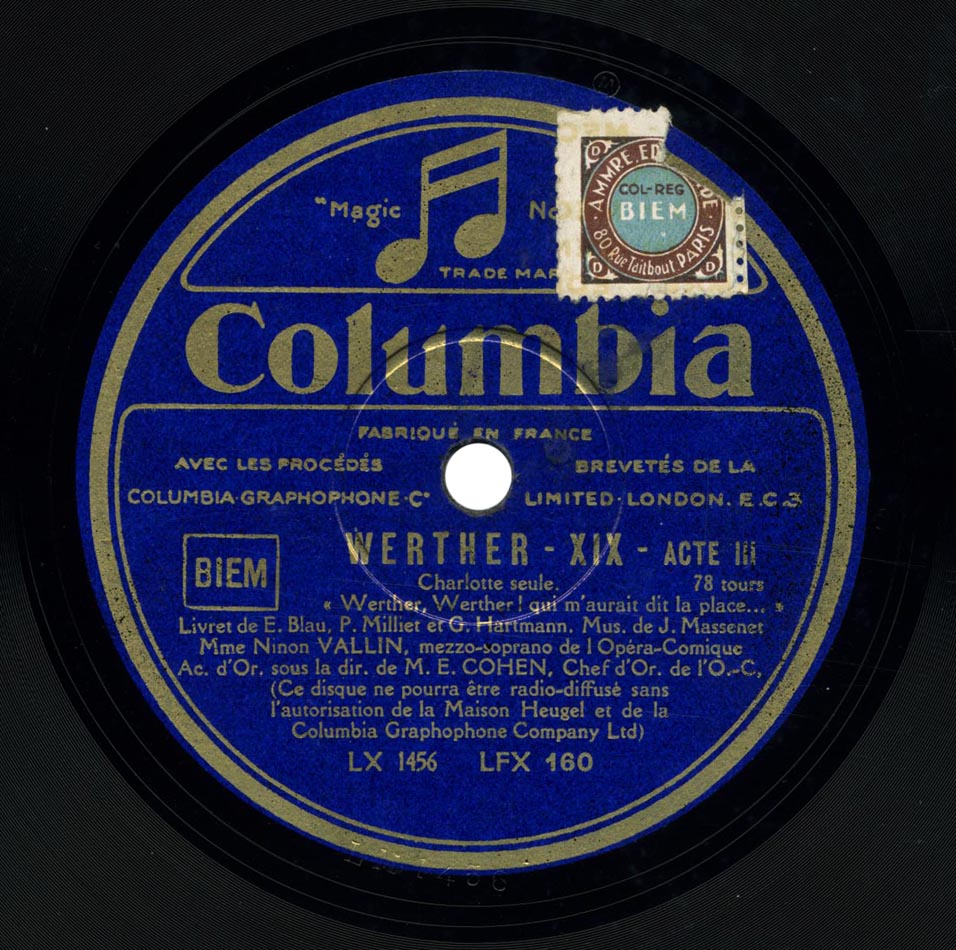 "Magic
TRADE
AMMRE. ED
COL-REG
BIEM
80 Rue Taitbout PARIS
D
D
D
Columbia
FABRIQUÉ EN FRANCE
AVEC LES PROCÉDÉS BREVETÉS DE LA
COLUMBIA-GRAPHOPHONE-Cº LIMITED-LONDON. E.C.3
WERTHER - XIX - ACTE III
BIEM
Charlotte seule. 78 tours
« Werther, Werther! qui m'aurait dit la place... »
Livret de E. Blau, P. Milliet et G. Hartmann. Mus. de J. Massenet
Mme Ninon VALLIN, mezzo-soprano de l Opéra-Comique
Ac. d'Or. sous la dir. de M. E. COHEN, Chef d'Or. de l'O.-C,
(Ce disque ne pourra être radio-diffusé sans
l'autorisation de la Maison Heugel et de la
Columbia Graphophone Company Ltd)
LX 1456 LFX 160